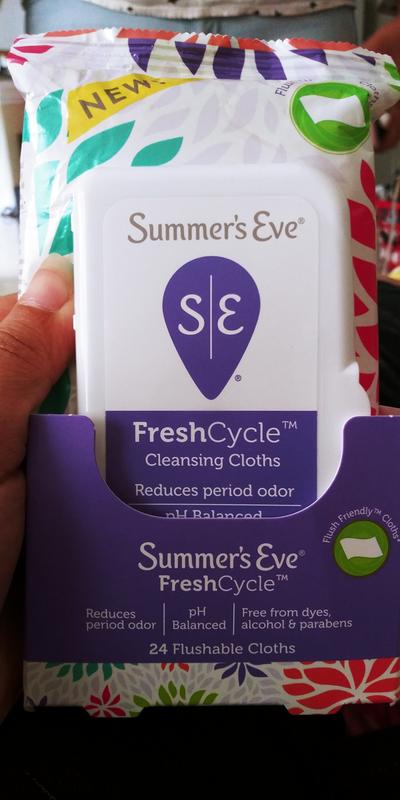 NEW!
Flush
Summer's Eve®
S|E
®
FreshCycle™
Cleansing Cloths
Reduces period odor
pH Balanced
Flush Friendly™ Cloths
Summer's Eve®
FreshCycle™
Reduces period odor
pH Balanced
Free from dyes, alcohol & parabens
24 Flushable Cloths